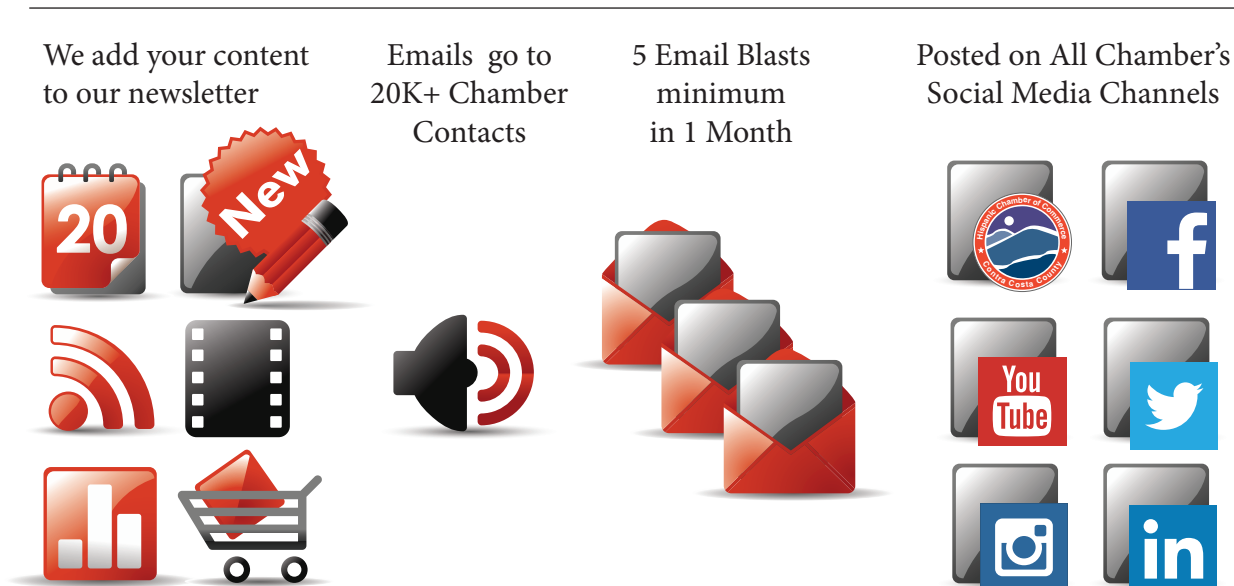 We add your content
to our newsletter
Emails go to
20K+ Chamber
Contacts
5 Email Blasts
minimum
in 1 Month
Posted on All Chamber's
Social Media Channels
20
New
Hispanic Chamber of Commerce
Contra Costa County
f
You
Tube
in